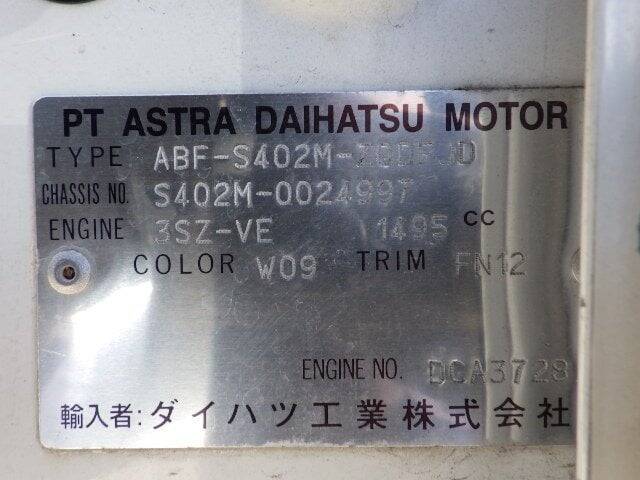 PT ASTRA DAIHATSU MOTOR
TYPE ABF-S402M-ZQDFJD
CHASSIS NO. S402M-0024997
ENGINE 3SZ-VE 1495 CC
COLOR W09 TRIM FN12
ENGINE NO. DCA3728
輸入者: ダイハツ工業株式会社